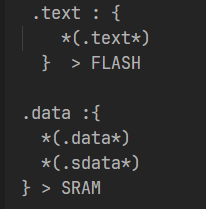 .text : {
*(.text*)
} > FLASH
.data :{
*(.data*)
*(.sdata*)
} > SRAM